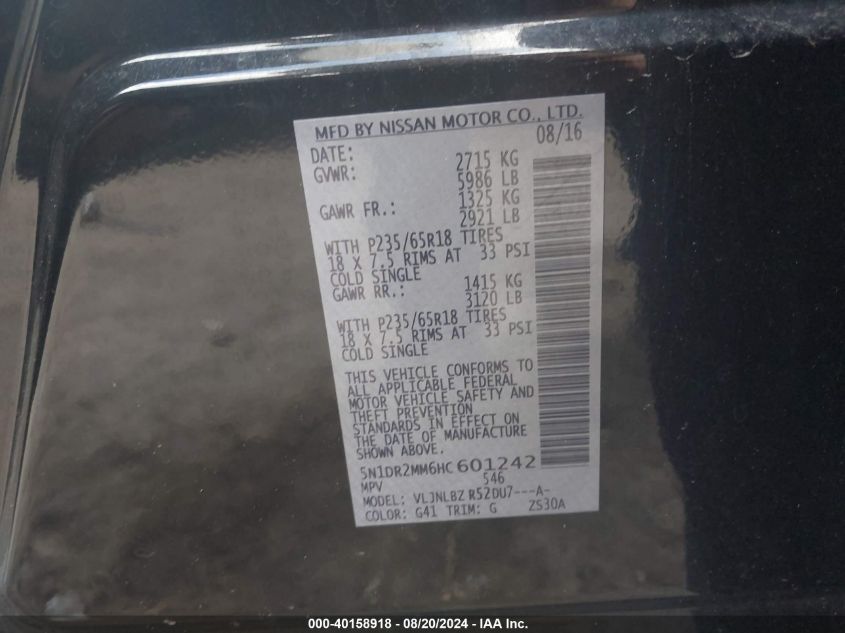 MFD BY NISSAN MOTOR CO., LTD.
DATE: 08/16
GVWR: 2715 KG
5986 LB
GAWR FR.: 1325 KG
2921 LB
WITH P235/65R18 TIRES
18 X 7.5 RIMS AT 33 PSI
COLD SINGLE
GAWR RR.: 1415 KG
3120 LB
WITH P235/65R18 TIRES
18 X 7.5 RIMS AT 33 PSI
COLD SINGLE
THIS VEHICLE CONFORMS TO
ALL APPLICABLE FEDERAL
MOTOR VEHICLE SAFETY AND
THEFT PREVENTION
STANDARDS IN EFFECT ON
THE DATE OF MANUFACTURE
SHOWN ABOVE.
5N1DR2MM6HC601242
MPV 546
MODEL: VLJNLBZ R52DU7---A-
COLOR: G41 TRIM: G ZS30A
000-40158918 - 08/20/2024 - IAA Inc.